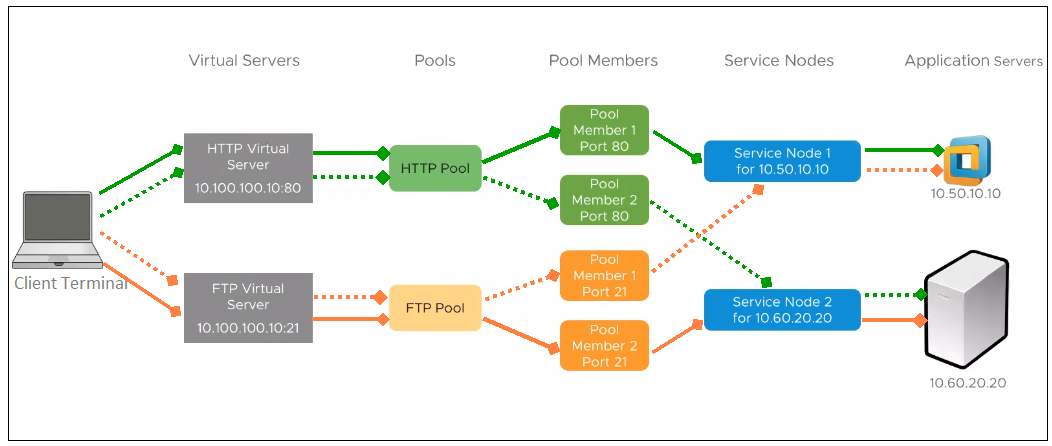 Virtual Servers
Pools
Pool Members
Service Nodes
Application Servers
HTTP Virtual
Server
10.100.100.10:80
HTTP Pool
Pool
Member 1
Port 80
Pool
Member 2
Port 80
Service Node 1
for 10.50.10.10
10.50.10.10
Client Terminal
FTP Virtual
Server
10.100.100.10:21
FTP Pool
Pool
Member 1
Port 21
Pool
Member 2
Port 21
Service Node 2
for 10.60.20.20
10.60.20.20